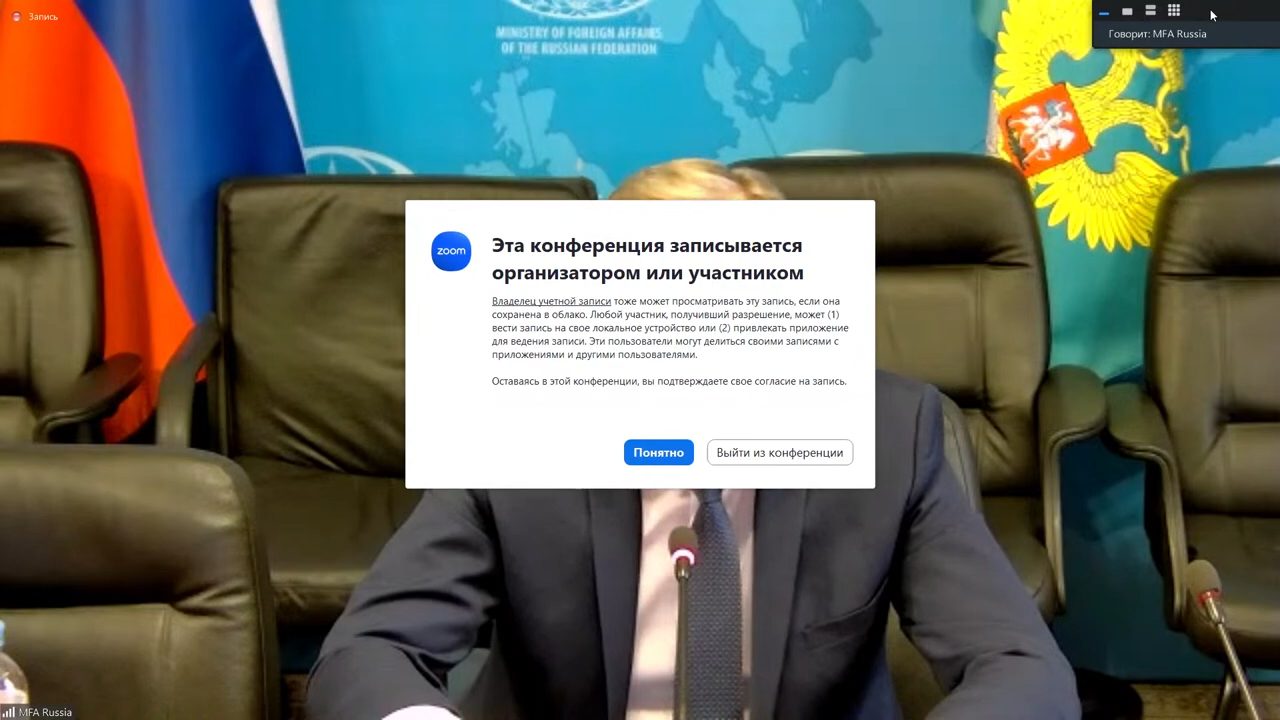 Запись
MINISTRY OF FOREIGN AFFAIRS
OF THE RUSSIAN FEDERATION
Говорит: MFA Russia
zoom
Эта конференция записывается
организатором или участником
Владелец учетной записи тоже может просматривать эту запись, если она
сохранена в облако. Любой участник, получивший разрешение, может (1)
вести запись на свое локальное устройство или (2) привлекать приложение
для ведения записи. Эти пользователи могут делиться своими записями с
приложениями и другими пользователями.
Оставаясь в этой конференции, вы подтверждаете свое согласие на запись.
Понятно
Выйти из конференции
MFA Russia